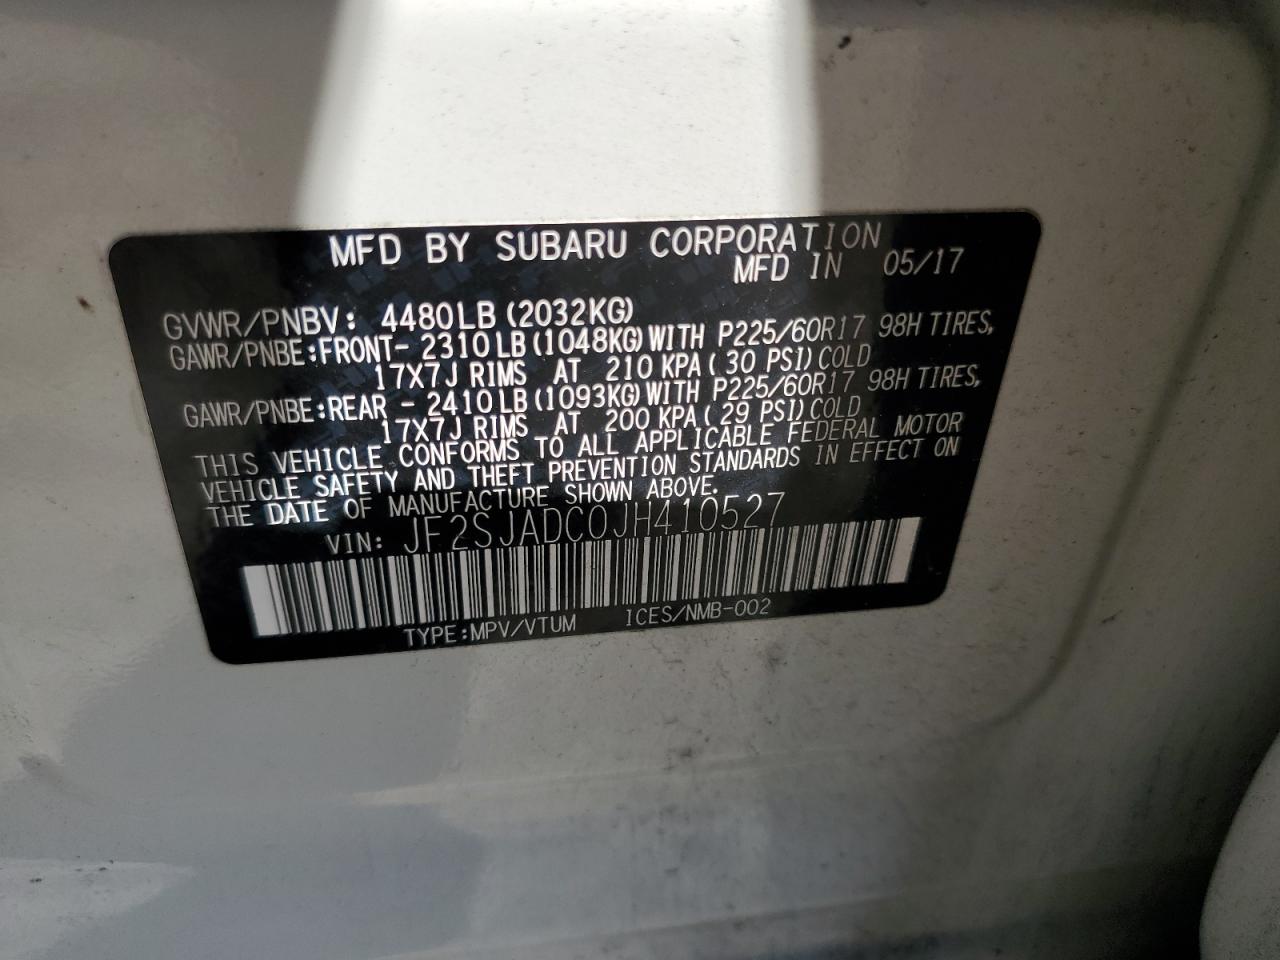 MFD BY SUBARU CORPORATION
MFD IN 05/17
GVWR/PNBV: 4480LB (2032KG)
GAWR/PNBE:FRONT- 2310LB(1048KG)WITH P225/60R17 98H TIRES,
17X7J RIMS AT 210 KPA( 30 PSI)COLD
GAWR/PNBE:REAR - 2410LB(1093KG)WITH P225/60R17 98H TIRES,
17X7J RIMS AT 200 KPA( 29 PSI)COLD
THIS VEHICLE CONFORMS TO ALL APPLICABLE FEDERAL MOTOR
VEHICLE SAFETY AND THEFT PREVENTION STANDARDS IN EFFECT ON
THE DATE OF MANUFACTURE SHOWN ABOVE.
VIN: JF2SJADC0JH410527
TYPE:MPV/VTUM ICES/NMB-002